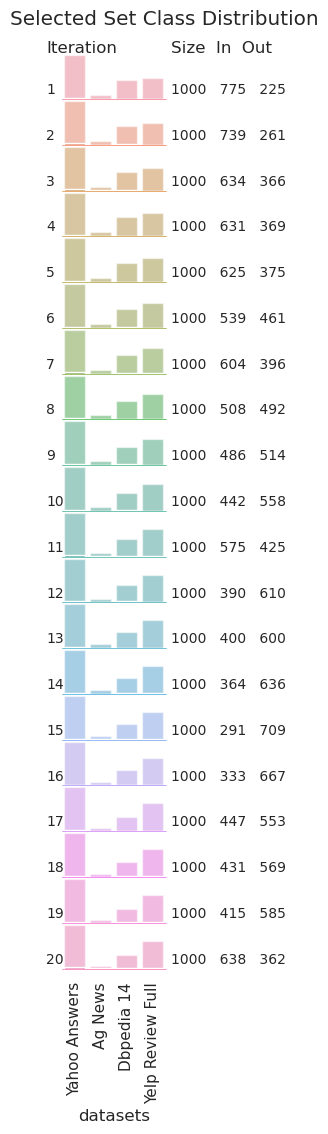 Selected Set Class Distribution
Iteration Size In Out
1 1000 775 225
2 1000 739 261
3 1000 634 366
4 1000 631 369
5 1000 625 375
6 1000 539 461
7 1000 604 396
8 1000 508 492
9 1000 486 514
10 1000 442 558
11 1000 575 425
12 1000 390 610
13 1000 400 600
14 1000 364 636
15 1000 291 709
16 1000 333 667
17 1000 447 553
18 1000 431 569
19 1000 415 585
20 1000 638 362
Yahoo Answers
Ag News
Dbpedia 14
Yelp Review Full
datasets